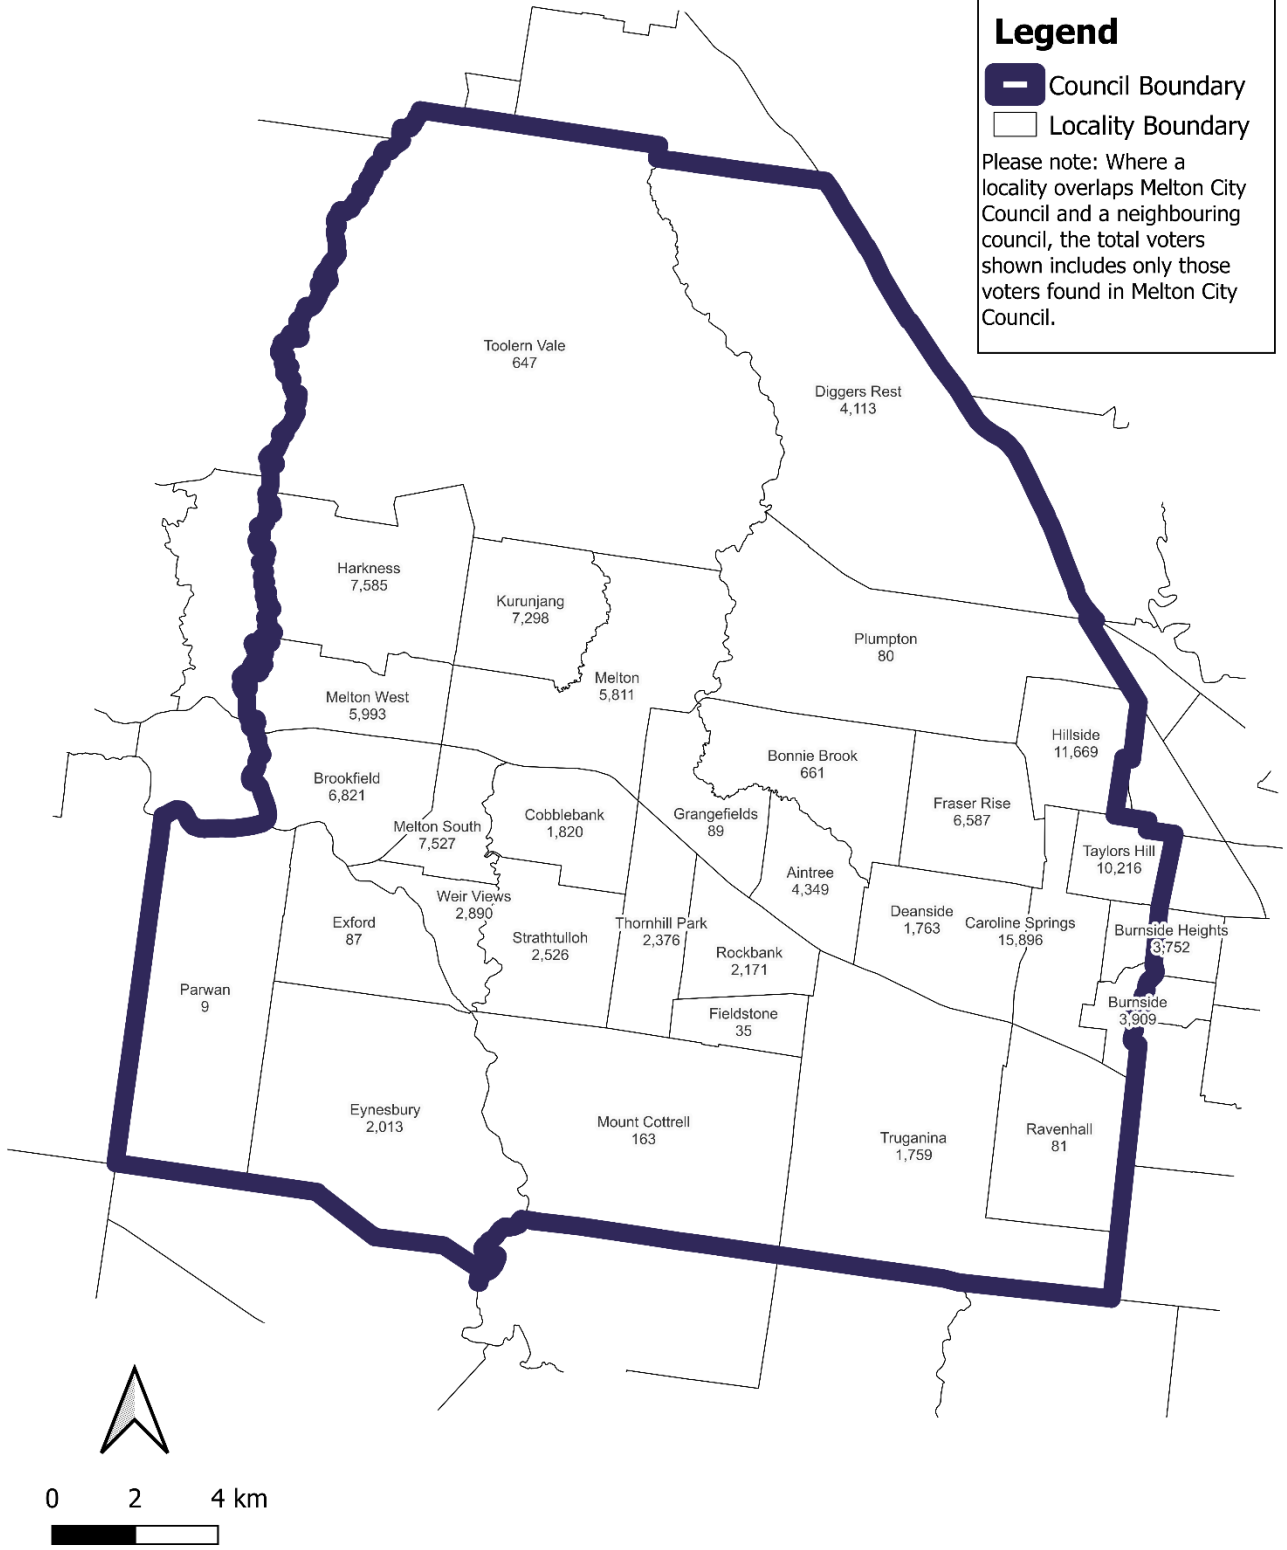 Legend
Council Boundary
Locality Boundary
Please note: Where a
locality overlaps Melton City
Council and a neighbouring
council, the total voters
shown includes only those
voters found in Melton City
Council.
Toolern Vale
647
Diggers Rest
4,113
Harkness
7,585
Kurunjang
7,298
Plumpton
80
Melton
5,811
Melton West
5,993
Hillside
11,669
Bonnie Brook
661
Brookfield
6,821
Fraser Rise
6,587
Cobblebank
1,820
Grangefields
89
Melton South
7,527
Taylors Hill
10,216
Aintree
4,349
Weir Views
2,890
Deanside
1,763
Caroline Springs
15,896
Exford
87
Thornhill Park
2,376
Burnside Heights
3,752
Strathtulloh
2,526
Rockbank
2,171
Parwan
9
Burnside
3,909
Fieldstone
35
Eynesbury
2,013
Mount Cottrell
163
Truganina
1,759
Ravenhall
81
0 2 4 km